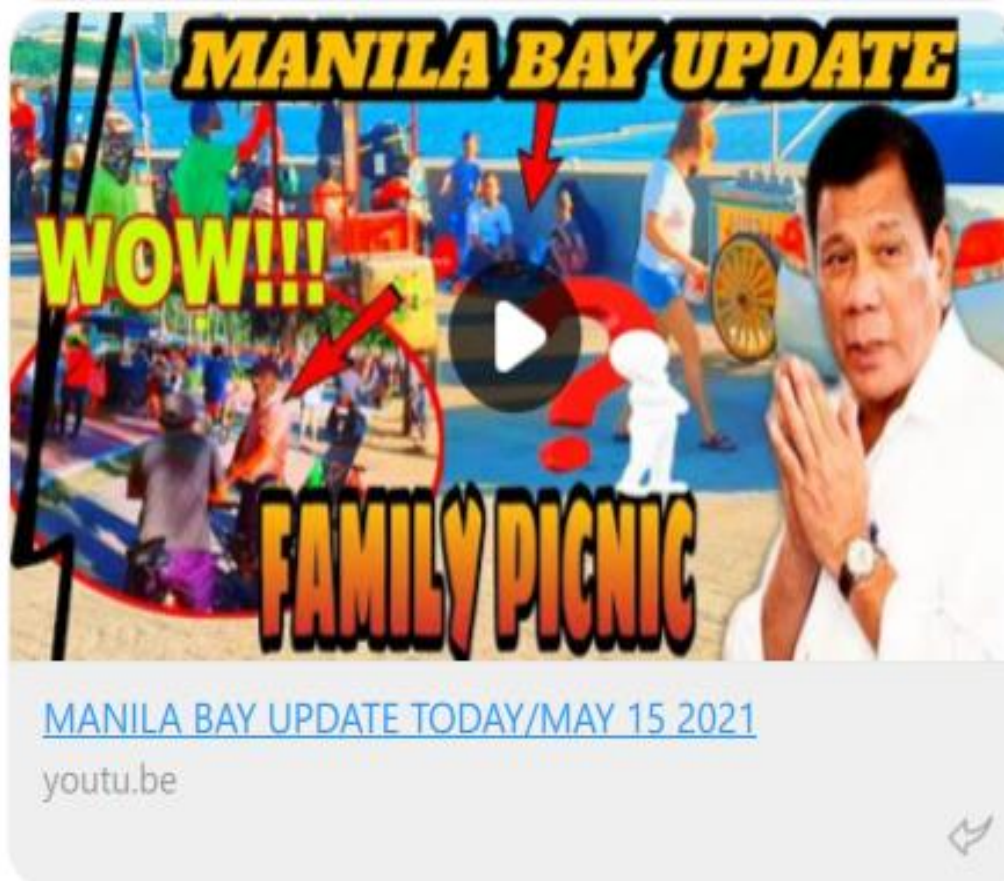 MANILA BAY UPDATE
WOW!!!
?
FAMILY PICNIC
MANILA BAY UPDATE TODAY/MAY 15 2021
youtu.be